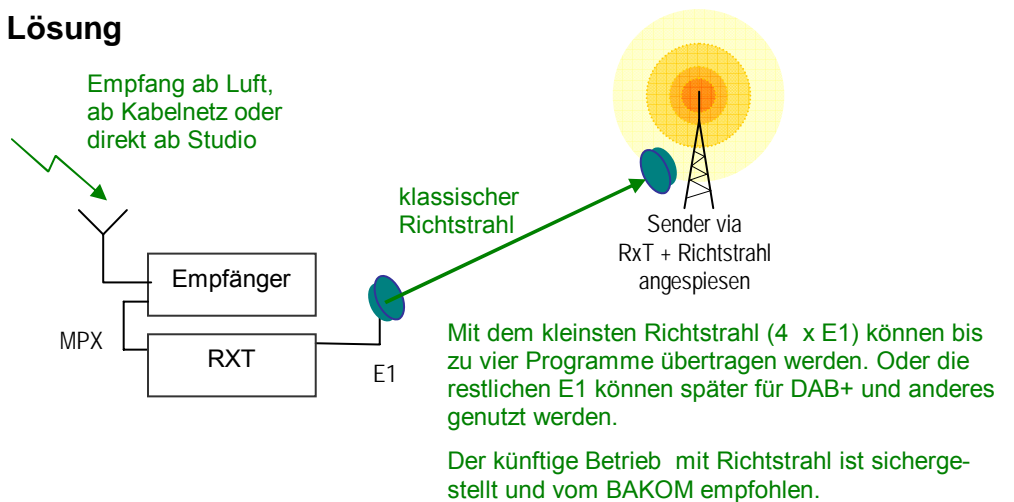 Lösung
Empfang ab Luft,
ab Kabelnetz oder
direkt ab Studio
klassischer
Richtstrahl
Sender via
RxT + Richtstrahl
angespiesen
Empfänger
MPX
RXT
E1
Mit dem kleinsten Richtstrahl (4 x E1) können bis
zu vier Programme übertragen werden. Oder die
restlichen E1 können später für DAB+ und anderes
genutzt werden.
Der künftige Betrieb mit Richtstrahl ist sicherge-
stellt und vom BAKOM empfohlen.